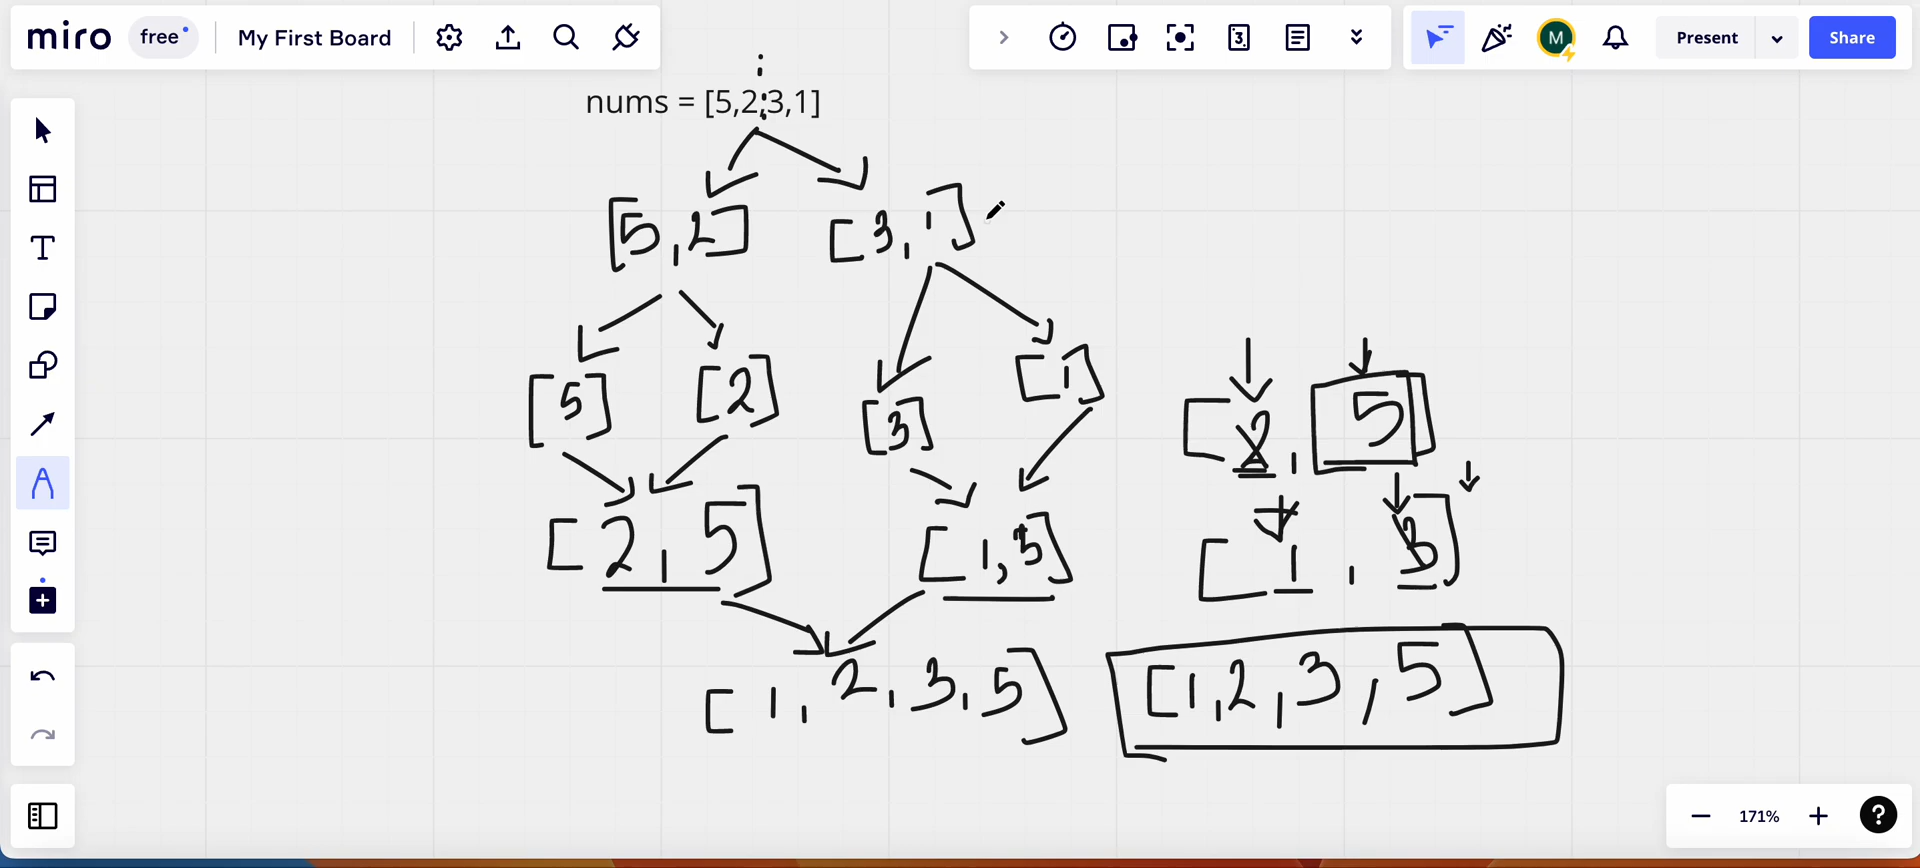 miro free My First Board
Present Share
M
nums = [5,2,3,1]
[5,2] [3,1]
[5] [2] [3] [1]
[2,5] [1,3]
[1,2,3,5]
[2,5]
[1,3]
[1,2,3,5]
171%